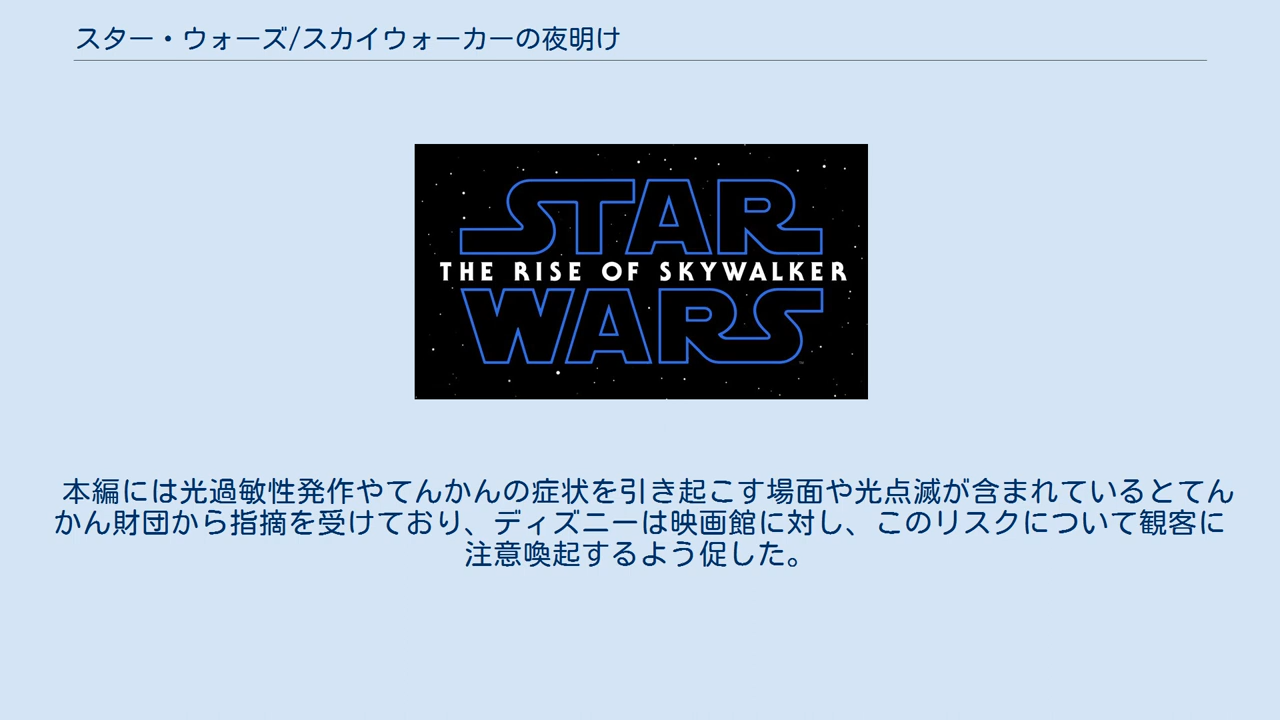 スター・ウォーズ/スカイウォーカーの夜明け
STAR
THE RISE OF SKYWALKER
WARS
本編には光過敏性発作やてんかんの症状を引き起こす場面や光点滅が含まれているとてん
かん財団から指摘を受けており、ディズニーは映画館に対し、このリスクについて観客に
注意喚起するよう促した。